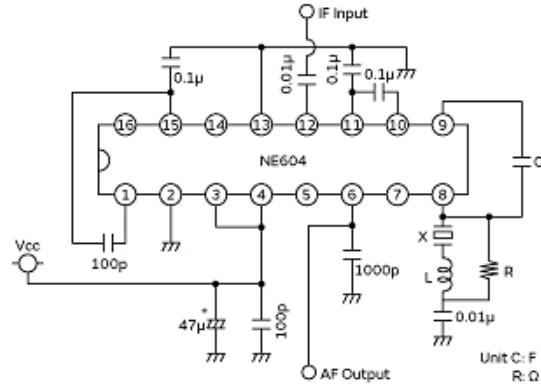 IF Input
0.1μ
0.01μ
0.1μ
0.1μ
16 15 14 13 12 11 10 9
NE604
C
1 2 3 4 5 6 7 8
Vcc
100p
1000p
X
L
R
+
47μ
100p
0.01μ
AF Output
Unit C: F
R: Ω